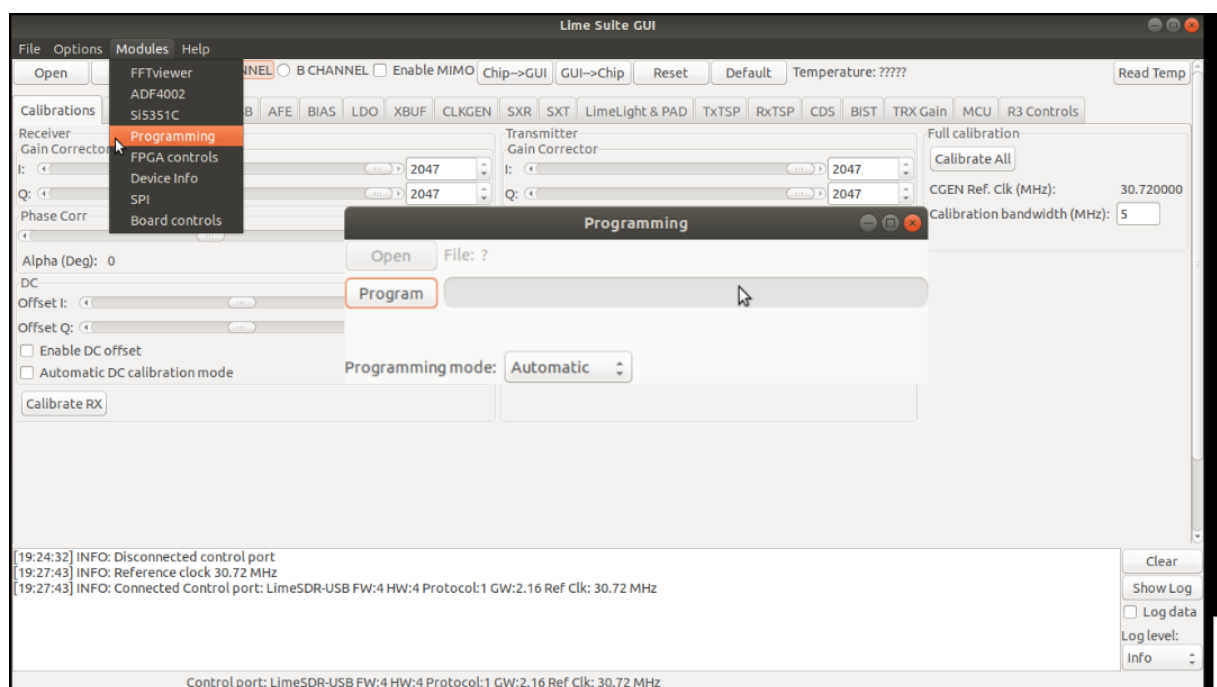 Lime Suite GUI
File Options Modules Help
Open NNEL B CHANNEL Enable MIMO Chip-->GUI GUI-->Chip Reset Default Temperature: ????? Read Temp
FFTviewer
ADF4002
Si5351C
Programming
FPGA controls
Device Info
SPI
Board controls
Calibrations B AFE BIAS LDO XBUF CLKGEN SXR SXT LimeLight & PAD TxTSP RxTSP CDS BIST TRX Gain MCU R3 Controls
Receiver
Gain Corrector
I: 2047
Q: 2047
Phase Corr
Alpha (Deg): 0
DC
Offset I:
Offset Q:
Enable DC offset
Automatic DC calibration mode
Calibrate RX
Transmitter
Gain Corrector
I: 2047
Q: 2047
Full calibration
Calibrate All
CGEN Ref. Clk (MHz): 30.720000
Calibration bandwidth (MHz): 5
Programming
Open File: ?
Program
Programming mode: Automatic
[19:24:32] INFO: Disconnected control port
[19:27:43] INFO: Reference clock 30.72 MHz
[19:27:43] INFO: Connected Control port: LimeSDR-USB FW:4 HW:4 Protocol:1 GW:2.16 Ref Clk: 30.72 MHz
Clear
Show Log
Log data
Log level:
Info
Control port: LimeSDR-USB FW:4 HW:4 Protocol:1 GW:2.16 Ref Clk: 30.72 MHz